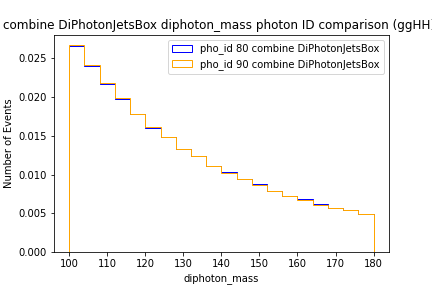 combine DiPhotonJetsBox diphoton_mass photon ID comparison (ggHH)
pho_id 80 combine DiPhotonJetsBox
pho_id 90 combine DiPhotonJetsBox
Number of Events
0.025
0.020
0.015
0.010
0.005
0.000
100 110 120 130 140 150 160 170 180
diphoton_mass